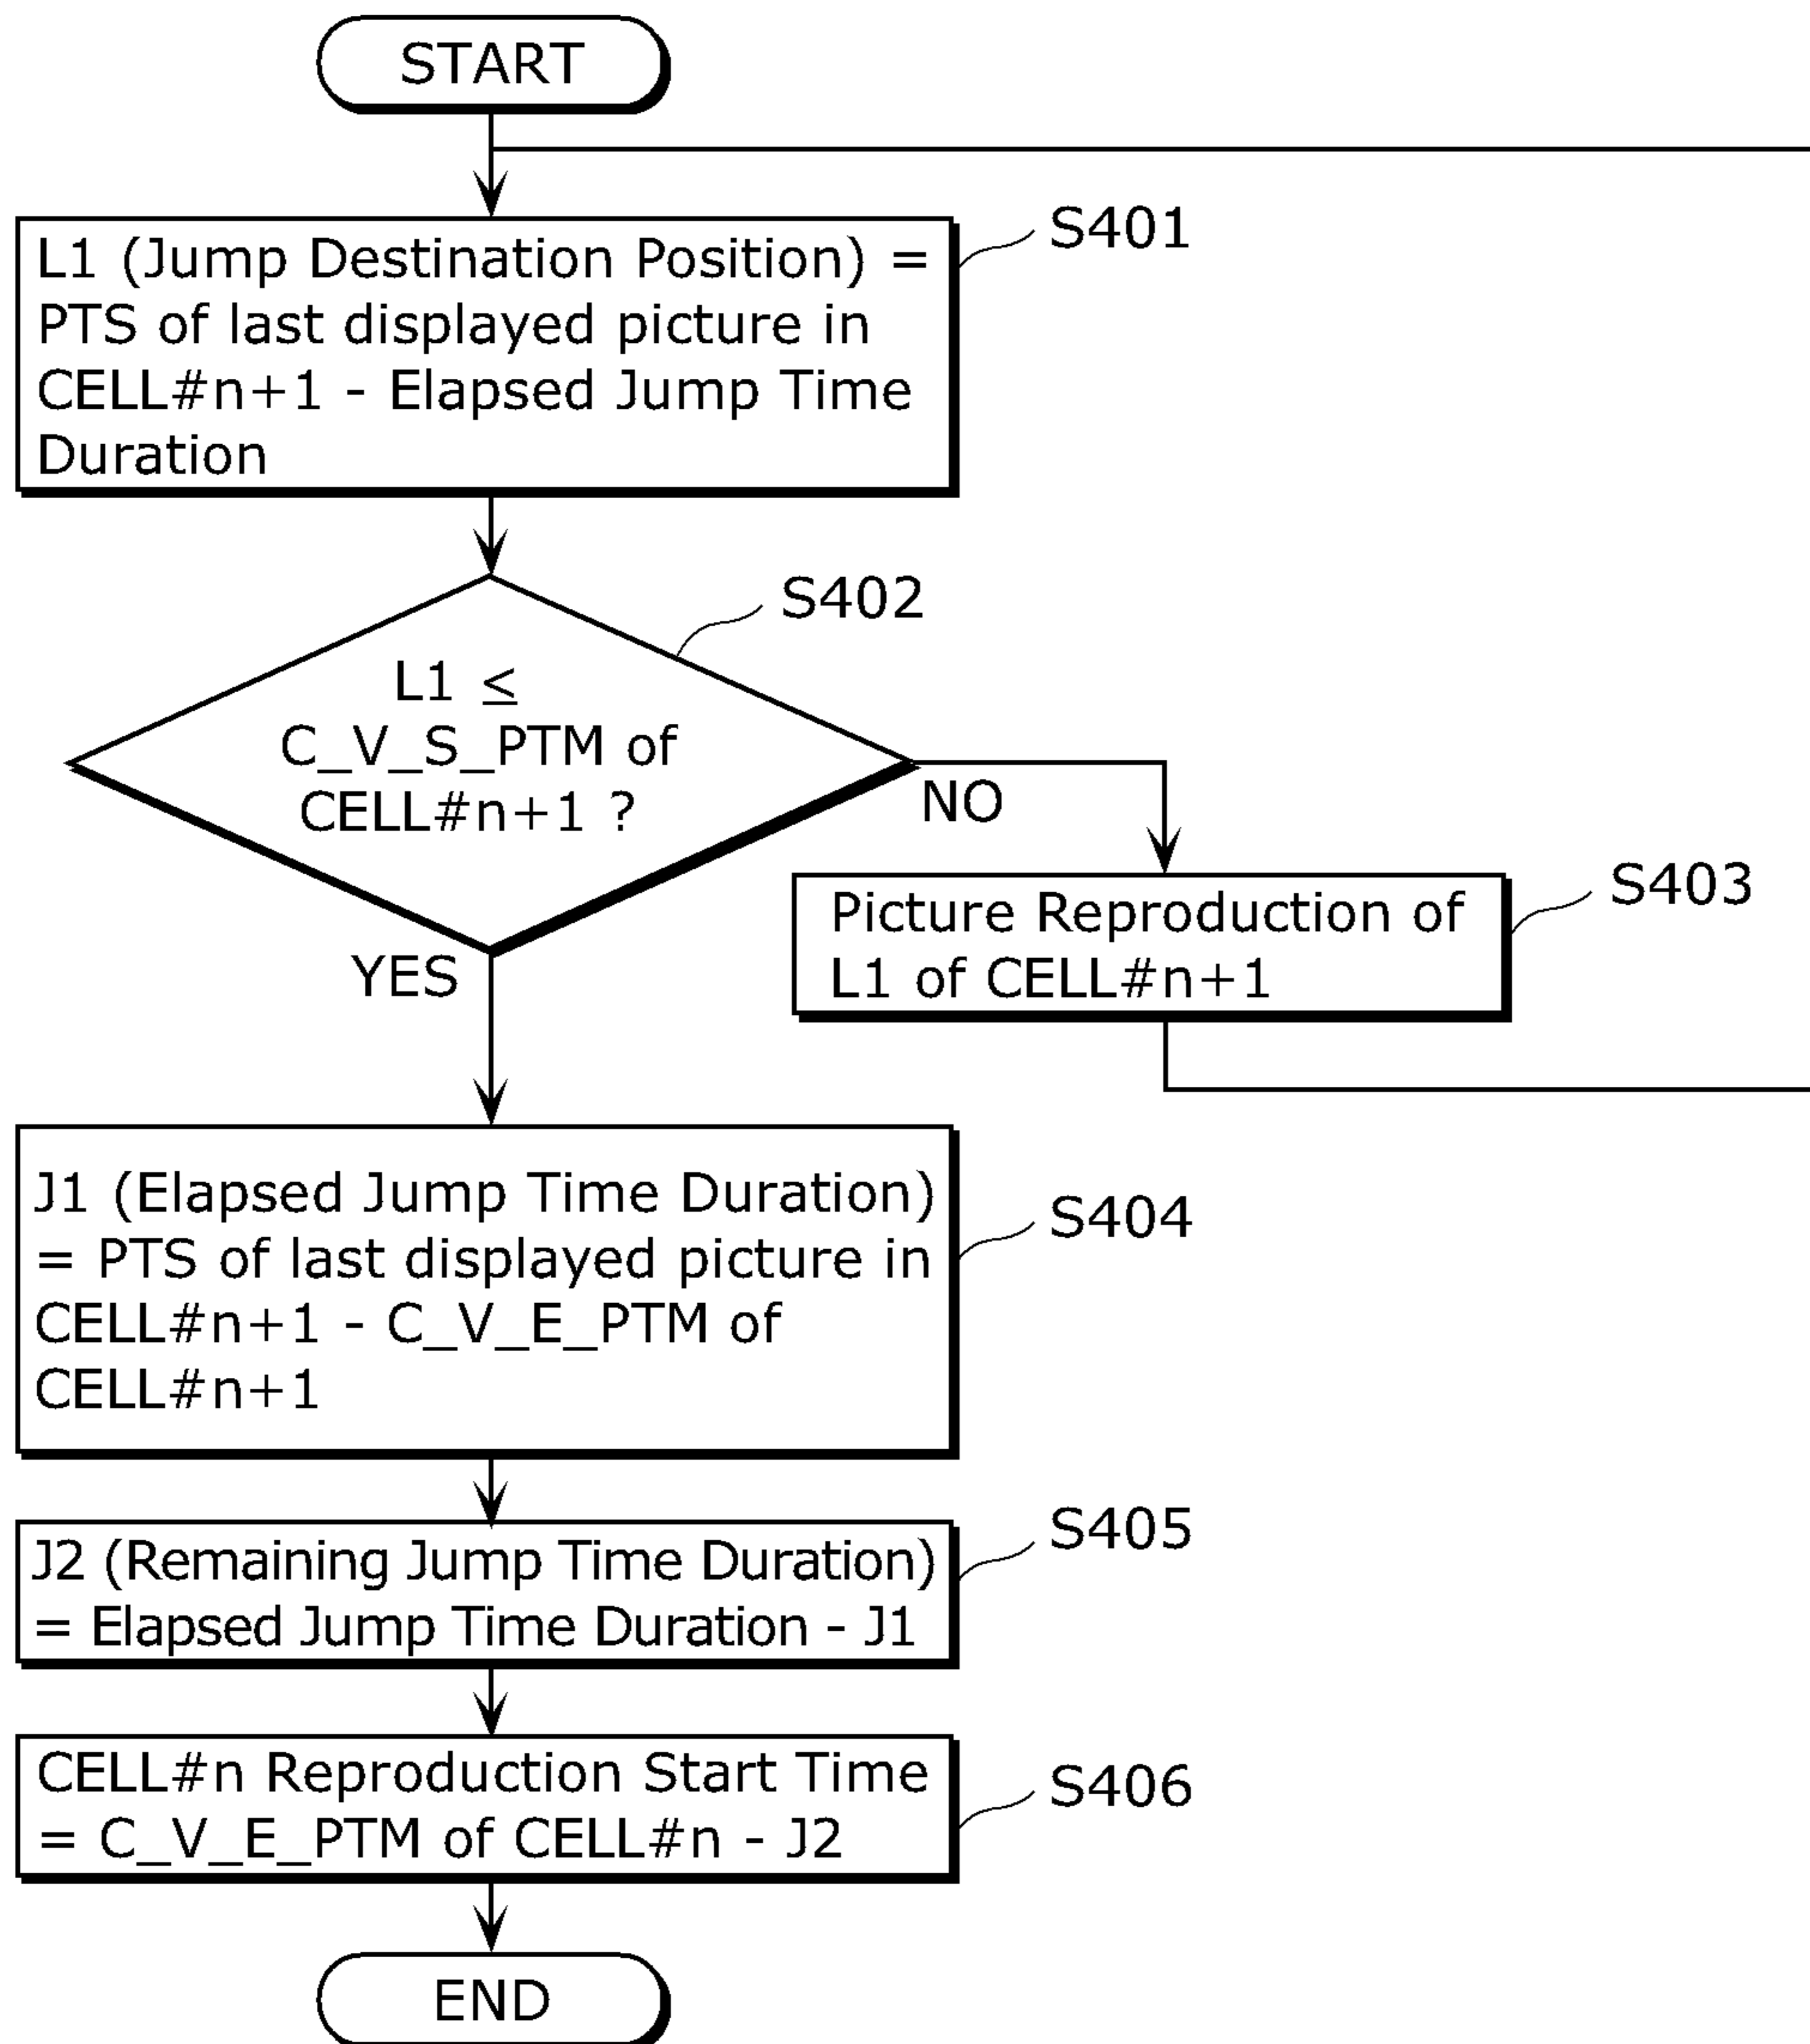 START
L1 (Jump Destination Position) =
PTS of last displayed picture in
CELL#n+1 - Elapsed Jump Time
Duration
S401
L1 ≤
C_V_S_PTM of
CELL#n+1 ?
S402
NO
YES
Picture Reproduction of
L1 of CELL#n+1
S403
J1 (Elapsed Jump Time Duration)
= PTS of last displayed picture in
CELL#n+1 - C_V_E_PTM of
CELL#n+1
S404
J2 (Remaining Jump Time Duration)
= Elapsed Jump Time Duration - J1
S405
CELL#n Reproduction Start Time
= C_V_E_PTM of CELL#n - J2
S406
END